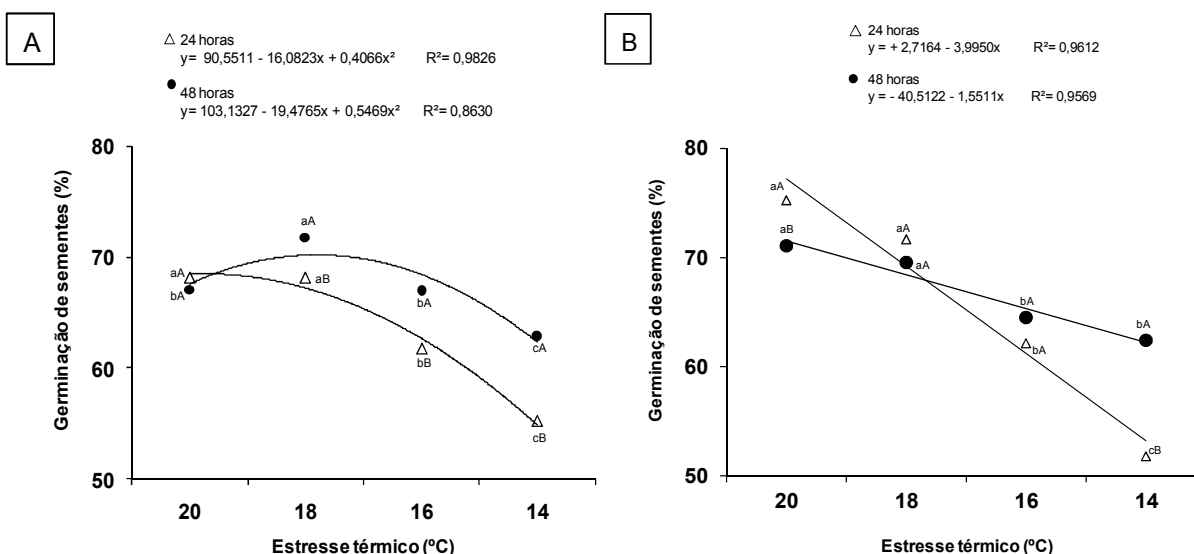 A
24 horas
y= 90,5511 - 16,0823x + 0,4066x² R²= 0,9826
48 horas
y= 103,1327 - 19,4765x + 0,5469x² R²= 0,8630
Germinação de sementes (%)
80
70
60
50
aA
bA
aA
aB
bA
bB
cA
cB
20 18 16 14
Estresse térmico (ºC)
B
24 horas
y = + 2,7164 - 3,9950x R²= 0,9612
48 horas
y = - 40,5122 - 1,5511x R²= 0,9569
Germinação de sementes (%)
80
70
60
50
aA
aB
aA
aA
bA
bA
bA
cB
20 18 16 14
Estresse térmico (ºC)